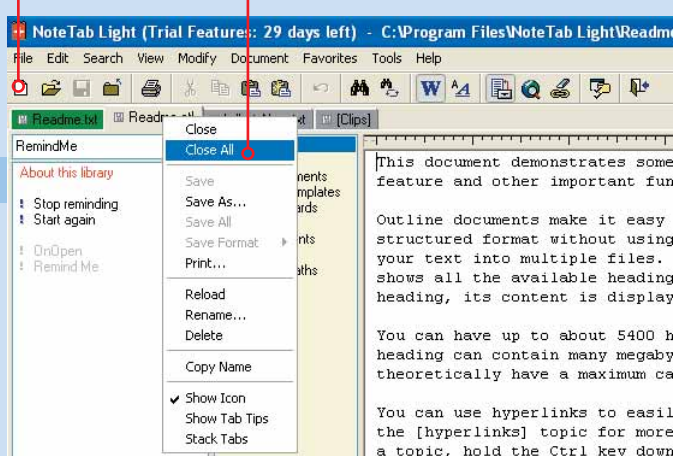 NoteTab Light (Trial Features: 29 days left) - C:\Program Files\NoteTab Light\Readme
File Edit Search View Modify Document Favorites Tools Help
Readme.txt [Clips]
RemindMe
About this library
! Stop reminding
! Start again
! OnOpen
! Remind Me
Close
Close All
Save
Save As...
Save All
Save Format
Print...
Reload
Rename...
Delete
Copy Name
Show Icon
Show Tab Tips
Stack Tabs
This document demonstrates some
feature and other important fun
Outline documents make it easy
structured format without using
your text into multiple files.
shows all the available heading
heading, its content is display
You can have up to about 5400 h
heading can contain many megaby
theoretically have a maximum ca
You can use hyperlinks to easil
the [hyperlinks] topic for more
a topic, hold the Ctrl key down